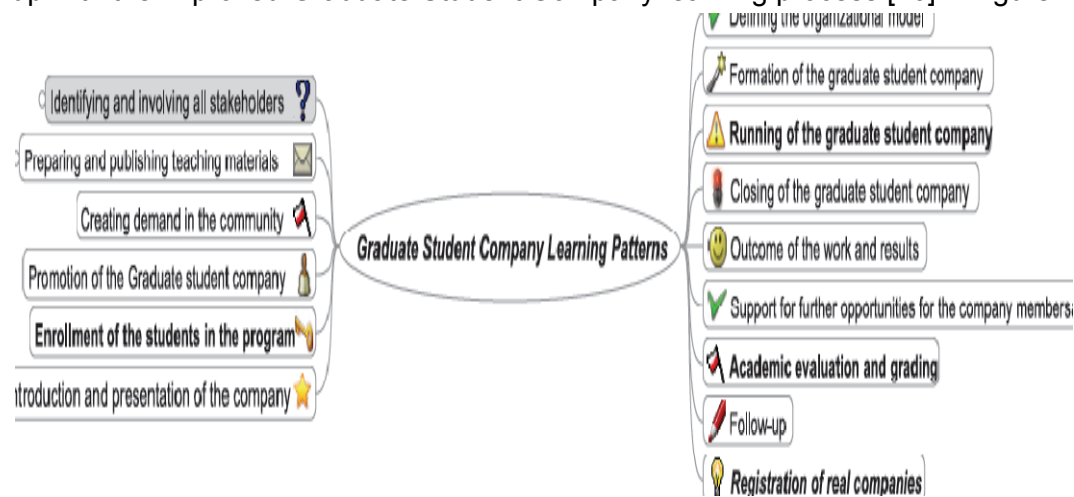 Defining the organizational model
Identifying and involving all stakeholders
Formation of the graduate student company
Preparing and publishing teaching materials
Running of the graduate student company
Creating demand in the community
Closing of the graduate student company
Graduate Student Company Learning Patterns
Outcome of the work and results
Promotion of the Graduate student company
Support for further opportunities for the company members
Enrollment of the students in the program
Academic evaluation and grading
and presentation of the company
Follow-up
Registration of real companies